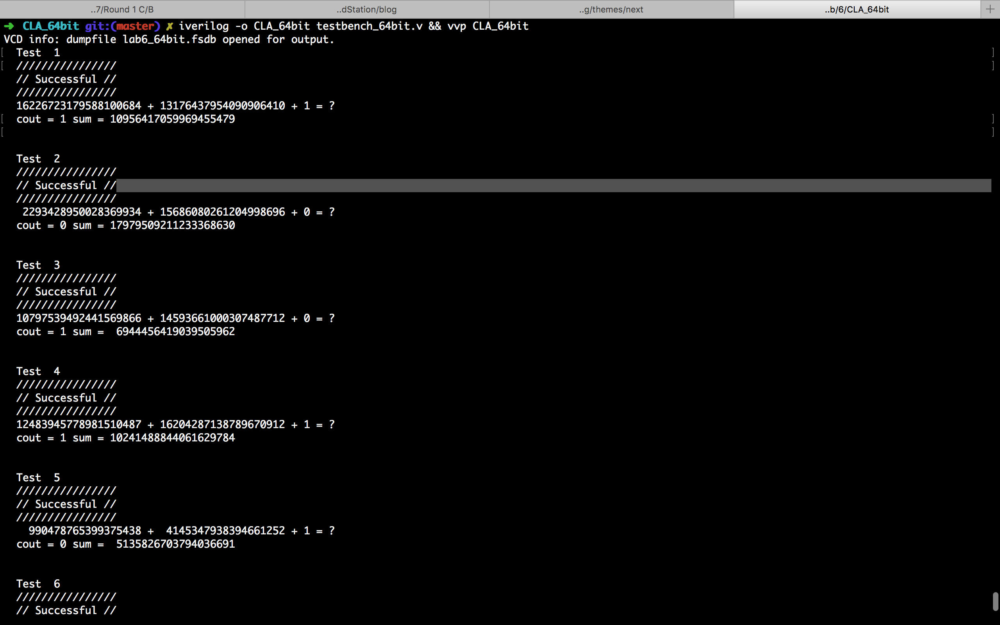 ..7/Round 1 C/B ..dStation/blog ..g/themes/next ..b/6/CLA_64bit +
➜ CLA_64bit git:(master) ✗ iverilog -o CLA_64bit testbench_64bit.v && vvp CLA_64bit
VCD info: dumpfile lab6_64bit.fsdb opened for output.
[ Test  1 ]
[ //////////////// ]
// Successful //
////////////////
16226723179588100684 + 13176437954090906410 + 1 = ?
[ cout = 1 sum = 10956417059969455479 ]
[ ]
Test  2
////////////////
// Successful //
////////////////
2293428950028369934 + 15686080261204998696 + 0 = ?
cout = 0 sum = 17979509211233368630
Test  3
////////////////
// Successful //
////////////////
10797539492441569866 + 14593661000307487712 + 0 = ?
cout = 1 sum =  6944456419039505962
Test  4
////////////////
// Successful //
////////////////
12483945778981510487 + 16204287138789670912 + 1 = ?
cout = 1 sum = 10241488844061629784
Test  5
////////////////
// Successful //
////////////////
990478765399375438 +  4145347938394661252 + 1 = ?
cout = 0 sum =  5135826703794036691
Test  6
////////////////
// Successful //